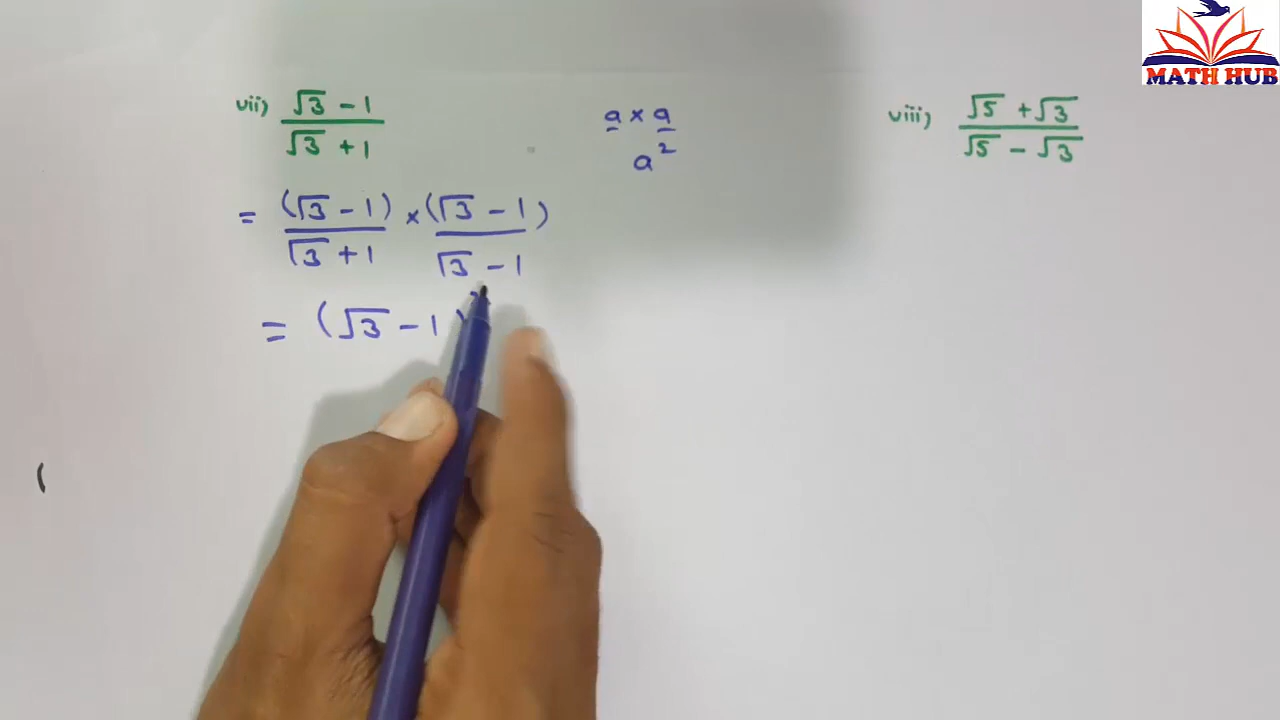 MATH HUB
vii) (√3 - 1)/(√3 + 1)
a × a
a²
viii) (√5 + √3)/(√5 - √3)
= (√3 - 1)/(√3 + 1) × (√3 - 1)/(√3 - 1)
= (√3 - 1)
(